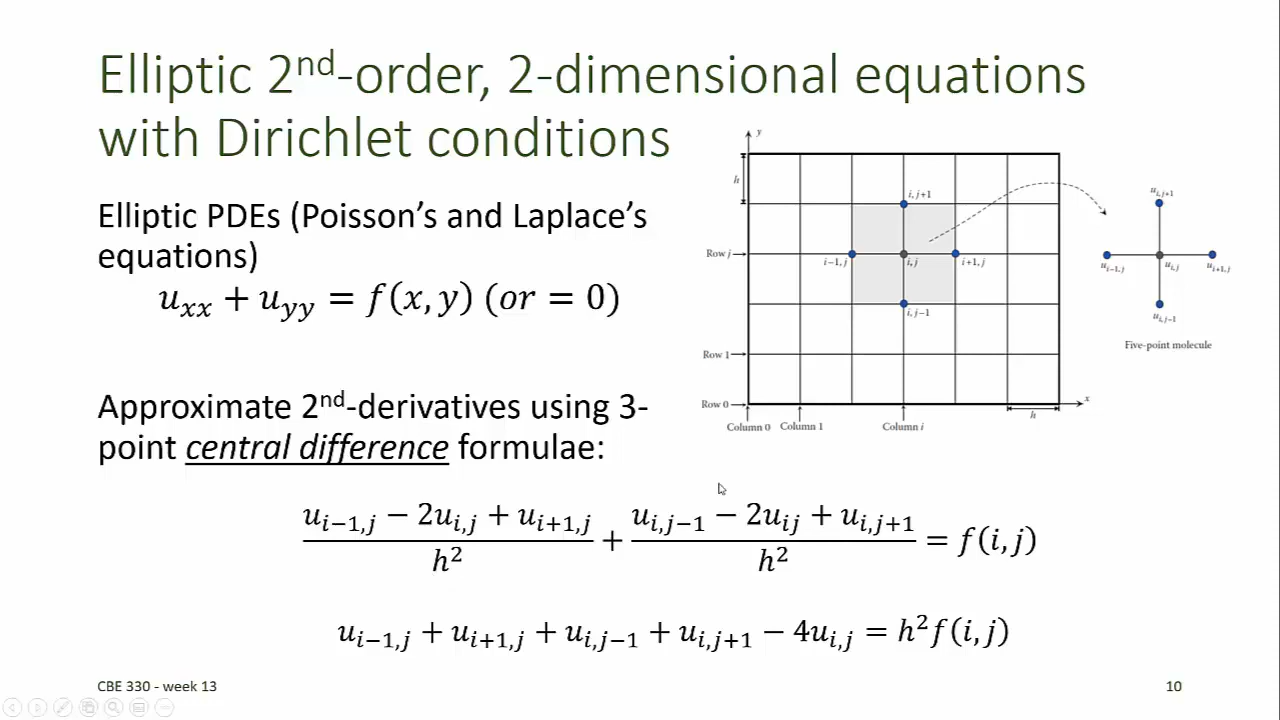 Elliptic 2nd-order, 2-dimensional equations
with Dirichlet conditions
Elliptic PDEs (Poisson's and Laplace's
equations)
u_xx + u_yy = f(x, y) (or = 0)
Approximate 2nd-derivatives using 3-
point central difference formulae:
(u_{i−1,j} − 2u_{i,j} + u_{i+1,j})/h² + (u_{i,j−1} − 2u_{ij} + u_{i,j+1})/h² = f(i, j)
u_{i−1,j} + u_{i+1,j} + u_{i,j−1} + u_{i,j+1} − 4u_{i,j} = h²f(i, j)
y
h
i, j+1
Row j
i−1, j
i, j
i+1, j
i, j−1
Row 1
Row 0
x
h
Column 0
Column 1
Column i
u_{i,j+1}
u_{i−1,j}
u_{i,j}
u_{i+1,j}
u_{i,j−1}
Five-point molecule
CBE 330 - week 13
10